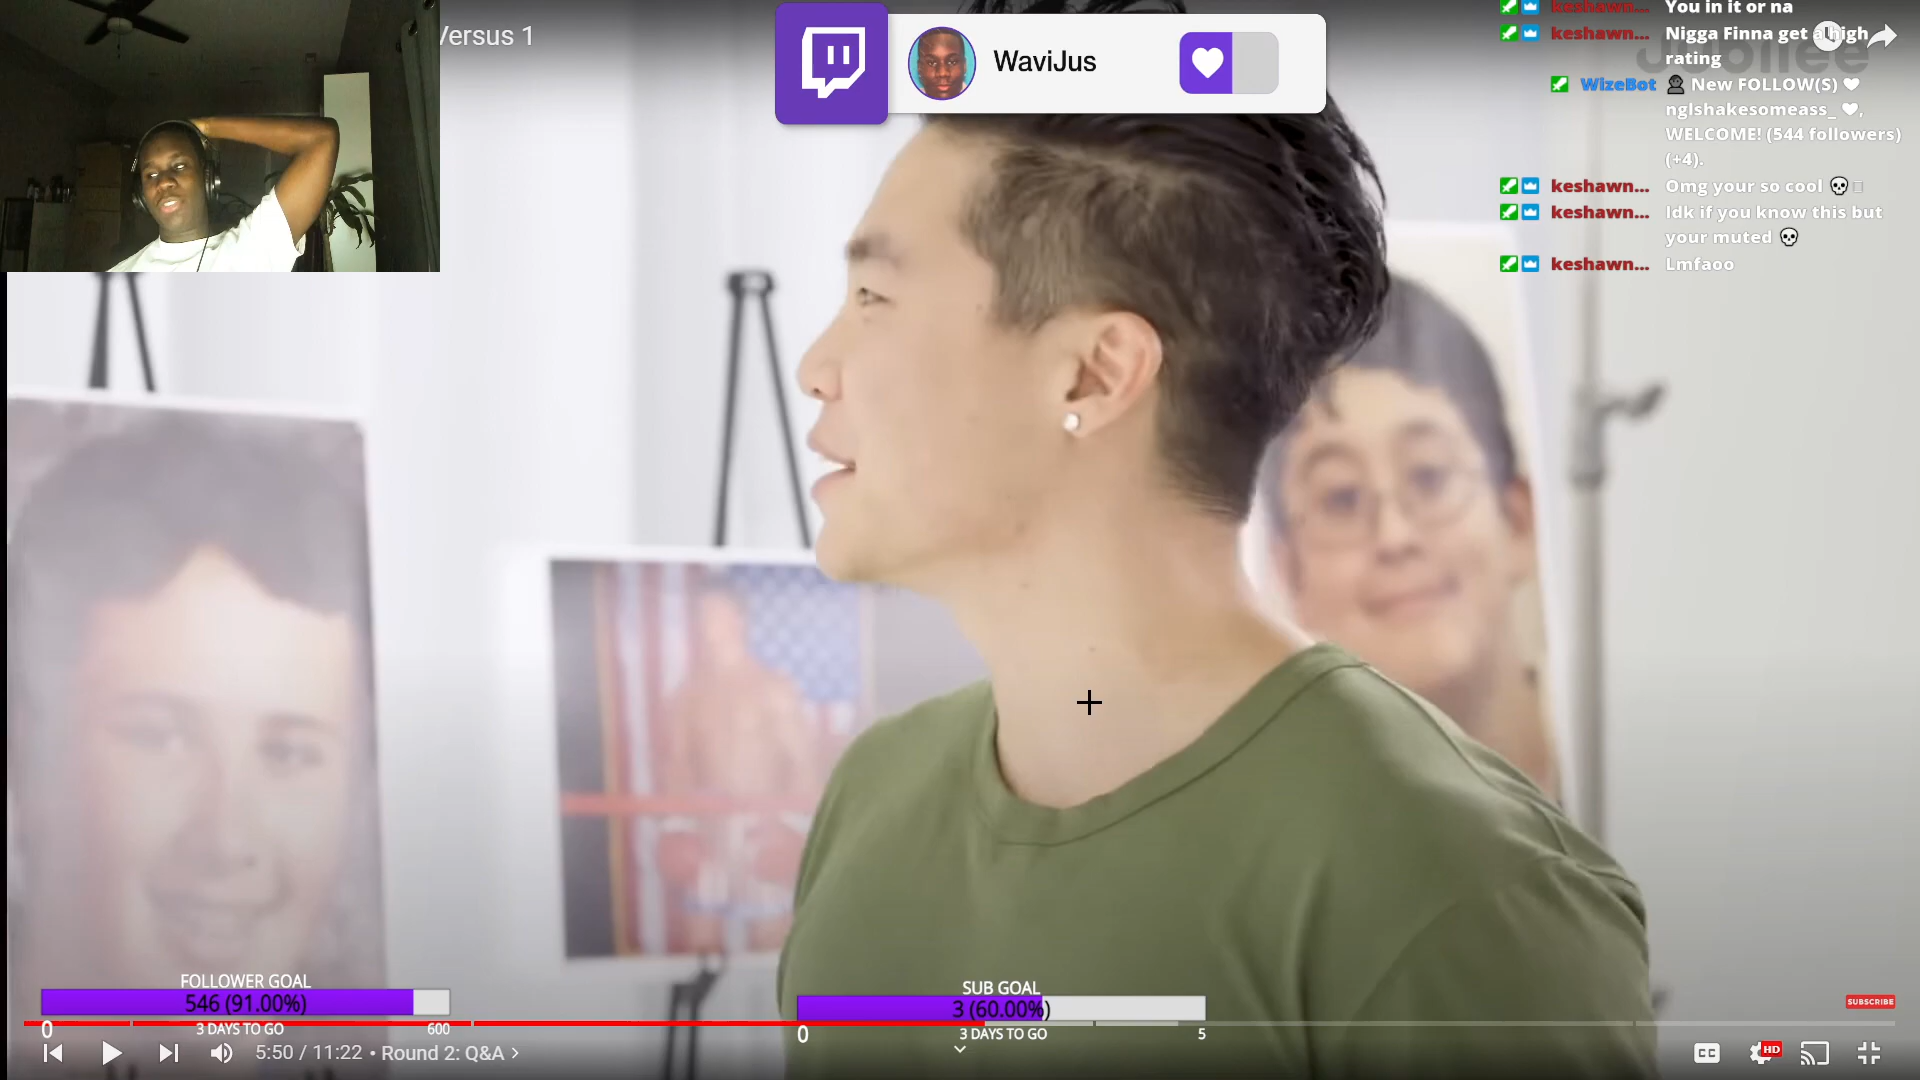 Versus 1
WaviJus
keshawn... You in it or na
keshawn... Nigga Finna get a high
rating
Jubilee
WizeBot New FOLLOW(S)
nglshakesomeass_ ,
WELCOME! (544 followers)
(+4).
keshawn... Omg your so cool 💀
keshawn... Idk if you know this but
your muted 💀
keshawn... Lmfaoo
FOLLOWER GOAL
546 (91.00%)
0 3 DAYS TO GO 600
SUB GOAL
3 (60.00%)
0 3 DAYS TO GO 5
SUBSCRIBE
5:50 / 11:22 • Round 2: Q&A >
CC
HD